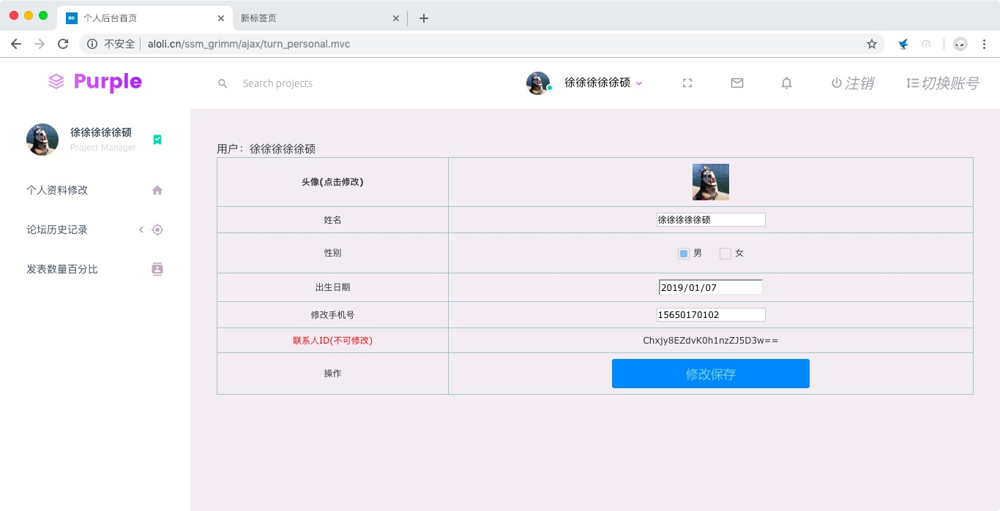 个人后台首页
新标签页
不安全
aloli.cn/ssm_grimm/ajax/turn_personal.mvc
Purple
Search projects
徐徐徐徐徐硕
注销
切换账号
徐徐徐徐徐硕
Project Manager
个人资料修改
论坛历史记录
发表数量百分比
用户：徐徐徐徐徐硕
头像(点击修改)
姓名 徐徐徐徐徐硕
性别 男 女
出生日期 2019/01/07
修改手机号 15650170102
联系人ID(不可修改) Chxjy8EZdvK0h1nzZJ5D3w==
操作 修改保存